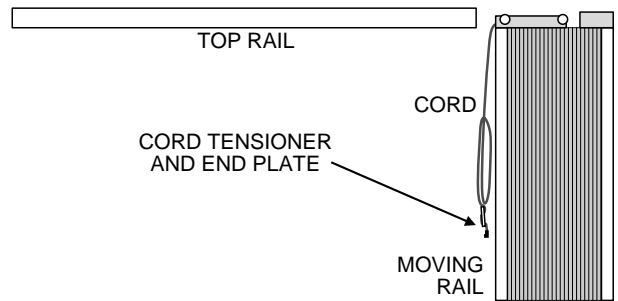 TOP RAIL
CORD
CORD TENSIONER
AND END PLATE
MOVING
RAIL